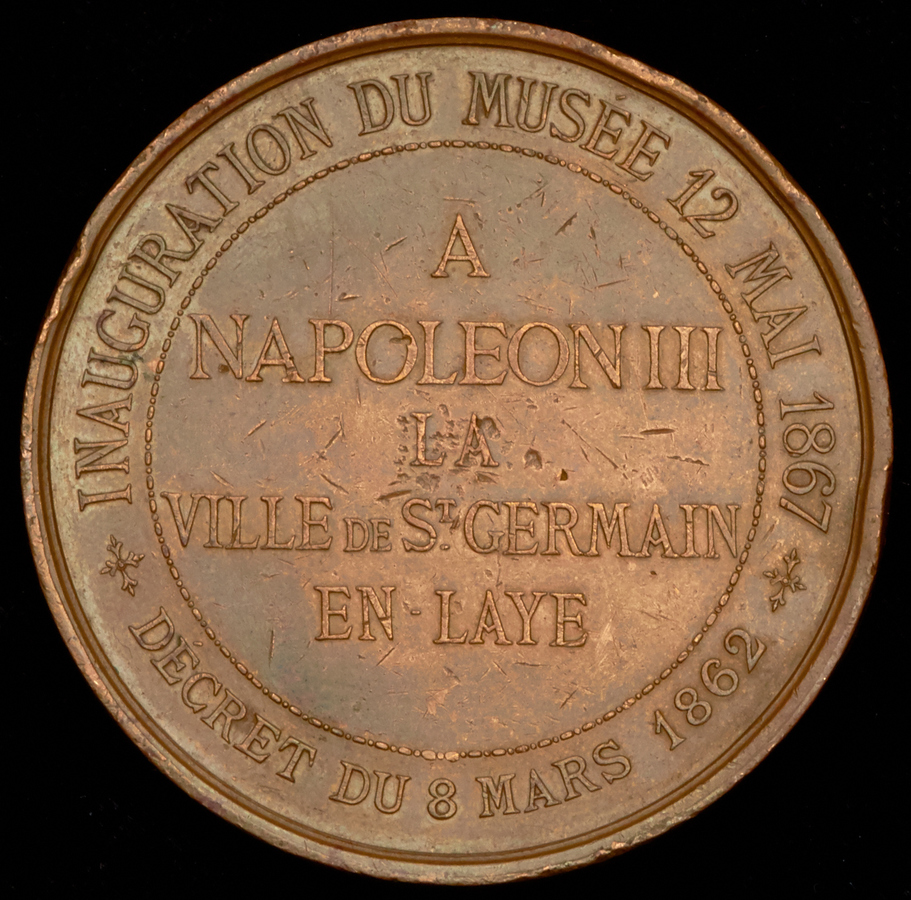 INAUGURATION DU MUSÉE 12 MAI 1867
A
NAPOLEON III
LA
VILLE DE ST. GERMAIN
EN - LAYE
DÉCRET DU 8 MARS 1862